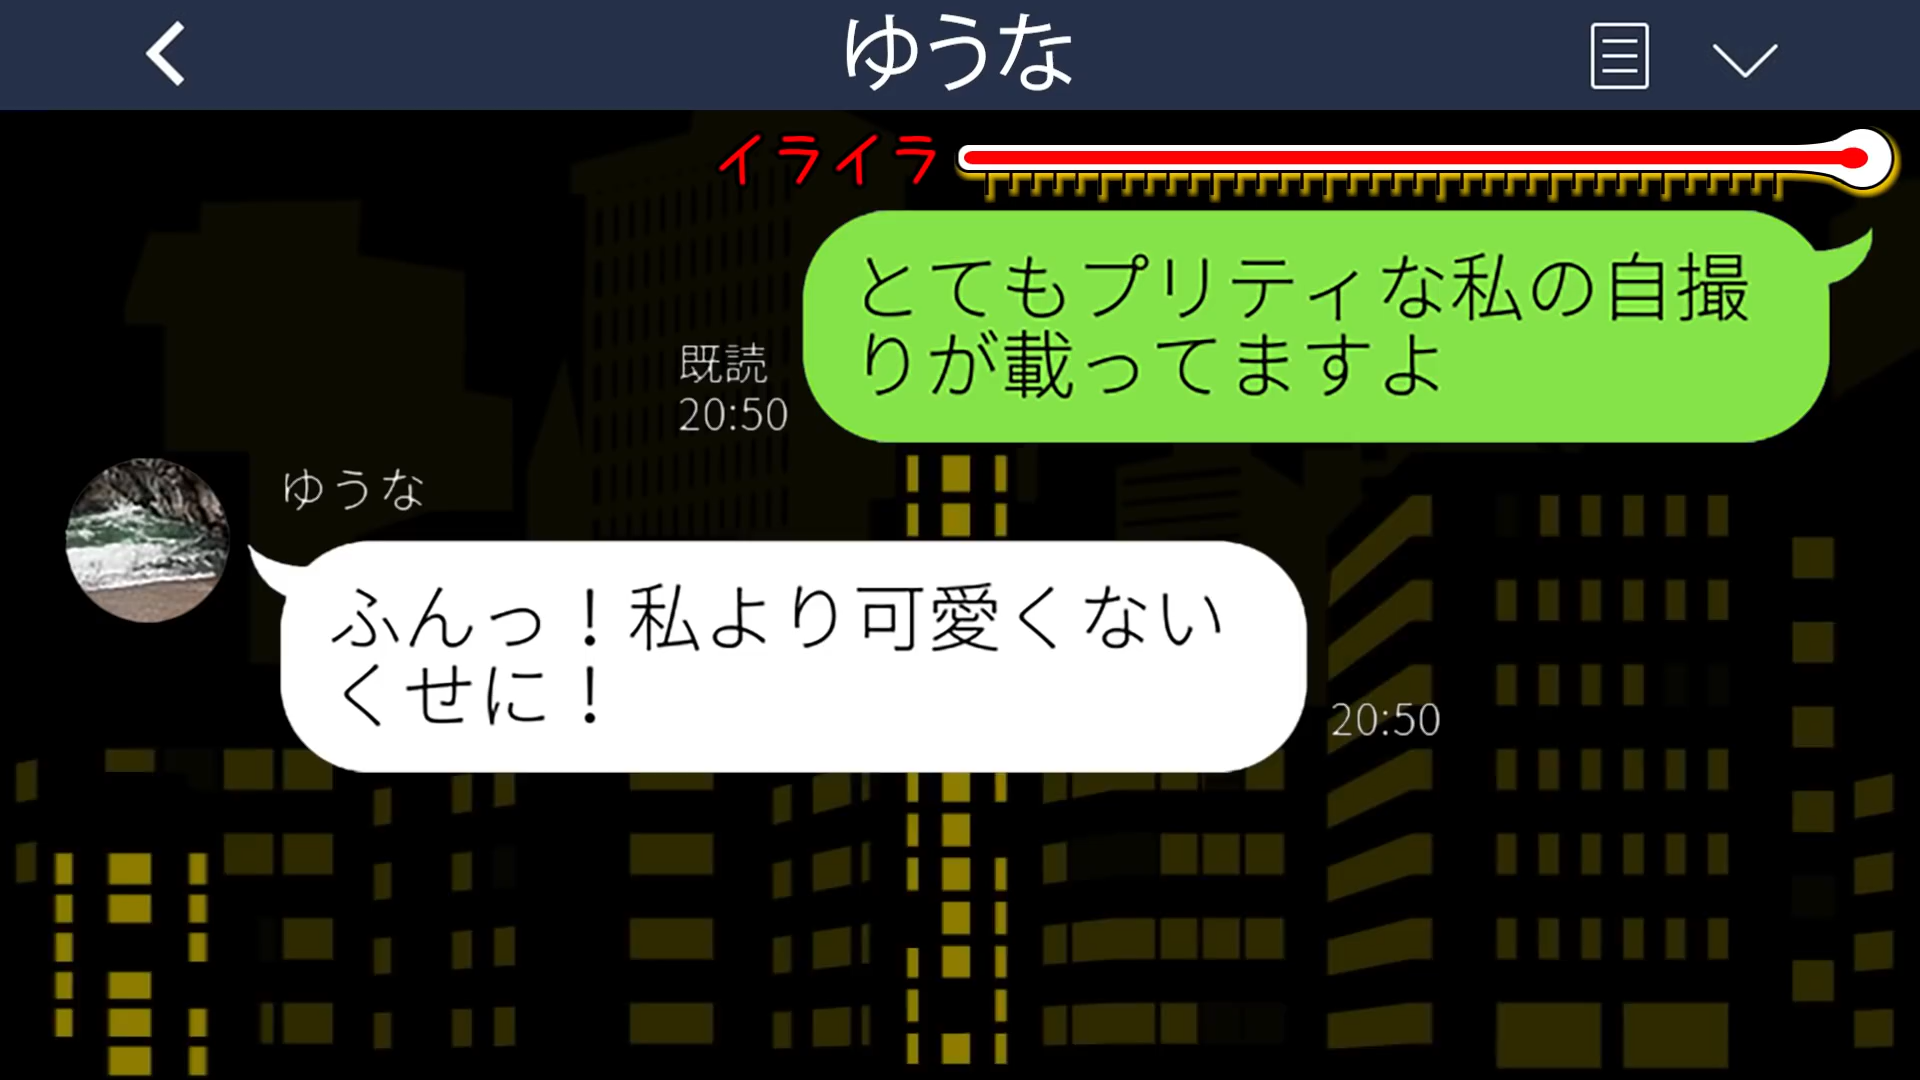 ゆうな
イライラ
とてもプリティな私の自撮
りが載ってますよ
既読
20:50
ゆうな
ふんっ！私より可愛くない
くせに！
20:50